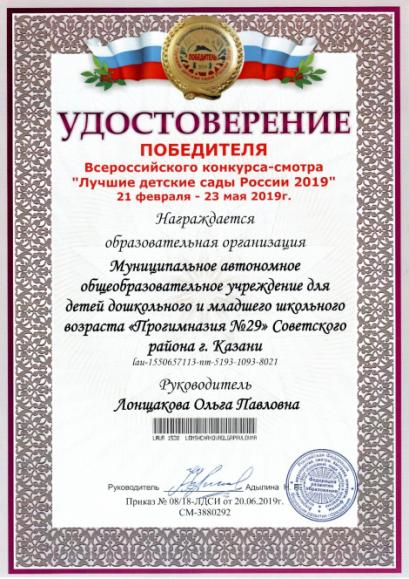 ПОБЕДИТЕЛЬ
УДОСТОВЕРЕНИЕ
ПОБЕДИТЕЛЯ
Всероссийского конкурса-смотра
"Лучшие детские сады России 2019"
21 февраля - 23 мая 2019г.
Награждается
образовательная организация
Муниципальное автономное
общеобразовательное учреждение для
детей дошкольного и младшего школьного
возраста «Прогимназия №29» Советского
района г. Казани
lau-1550657113-nm-5193-1093-8021
Руководитель
Лонщакова Ольга Павловна
Руководитель Адылина
Приказ № 08/18-ЛДСИ от 20.06.2019г.
СМ-3880292